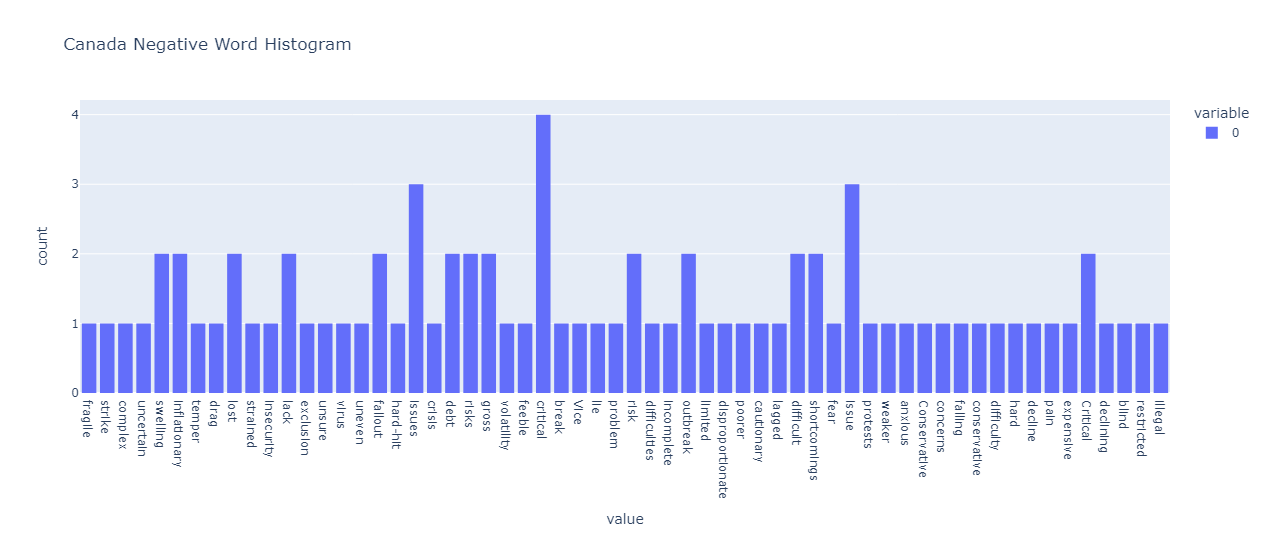 Canada Negative Word Histogram
variable
0
4
3
2
1
0
count
fragile
strike
complex
uncertain
swelling
inflationary
temper
drag
lost
strained
insecurity
lack
exclusion
unsure
virus
uneven
fallout
hard-hit
issues
crisis
debt
risks
gross
volatility
feeble
critical
break
Vice
lie
problem
risk
difficulties
incomplete
outbreak
limited
disproportionate
poorer
cautionary
lagged
difficult
shortcomings
fear
issue
protests
weaker
anxious
Conservative
concerns
falling
conservative
difficulty
hard
decline
pain
expensive
Critical
declining
blind
restricted
illegal
value